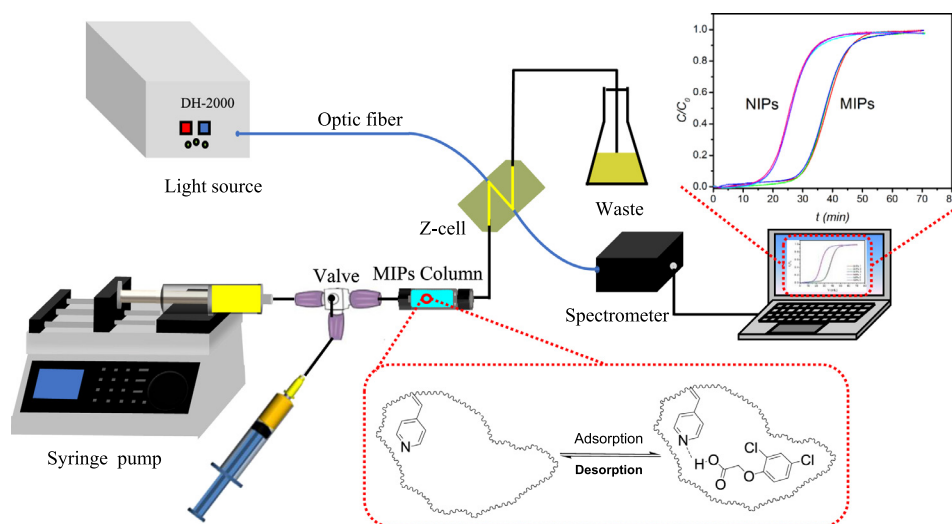 DH-2000
Optic fiber
Light source
Z-cell
Waste
Valve
MIPs Column
Spectrometer
Syringe pump
C/C0
1.0
0.8
0.6
0.4
0.2
0.0
NIPs
MIPs
0 10 20 30 40 50 60 70 8
t (min)
N
Adsorption
Desorption
N
H
O
O
O
Cl
Cl